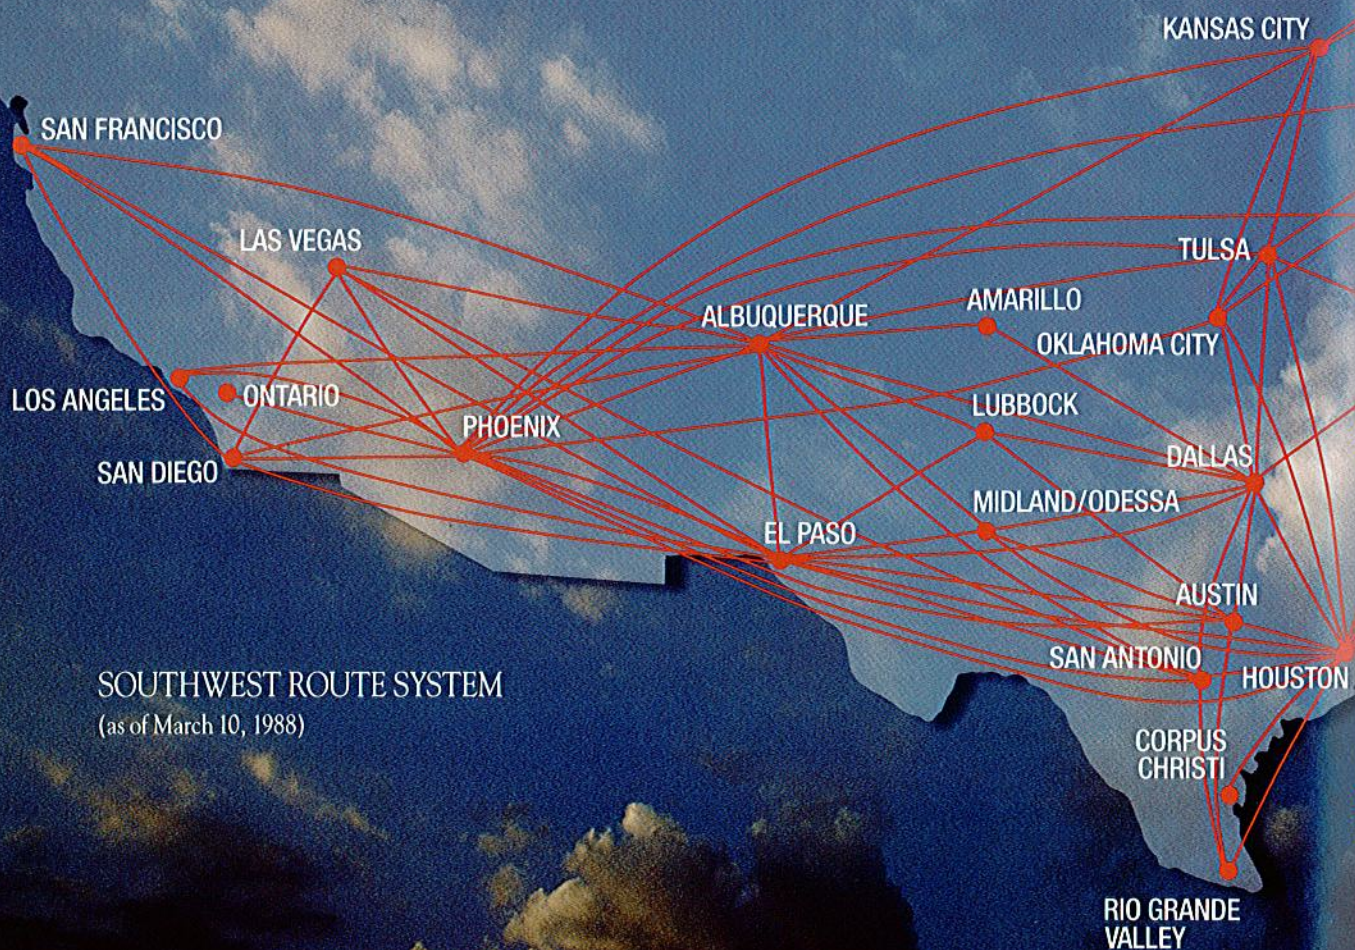 KANSAS CITY
SAN FRANCISCO
LAS VEGAS
TULSA
AMARILLO
ALBUQUERQUE
OKLAHOMA CITY
LOS ANGELES
ONTARIO
LUBBOCK
PHOENIX
DALLAS
SAN DIEGO
MIDLAND/ODESSA
EL PASO
AUSTIN
SAN ANTONIO
HOUSTON
SOUTHWEST ROUTE SYSTEM
(as of March 10, 1988)
CORPUS
CHRISTI
RIO GRANDE
VALLEY